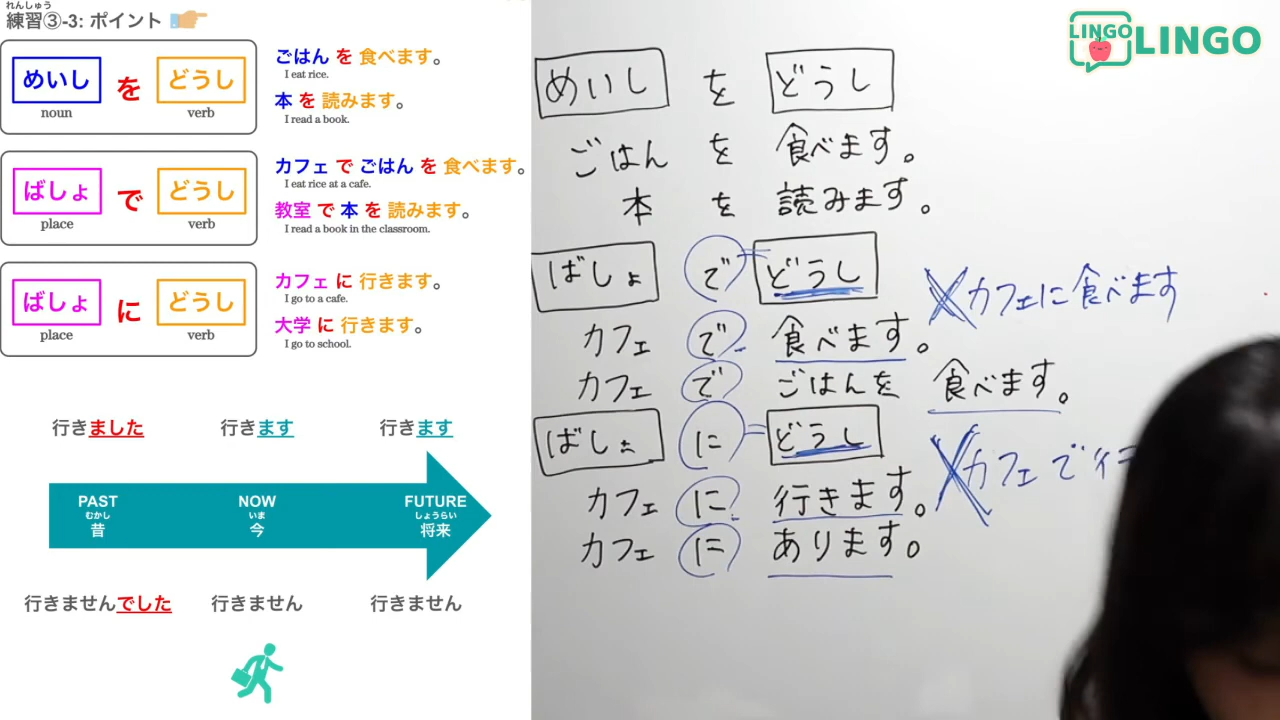 れんしゅう
練習③-3: ポイント
めいし を どうし
noun verb
ごはん を 食べます。
I eat rice.
本 を 読みます。
I read a book.
ばしょ で どうし
place verb
カフェ で ごはん を 食べます。
I eat rice at a cafe.
教室 で 本 を 読みます。
I read a book in the classroom.
ばしょ に どうし
place verb
カフェ に 行きます。
I go to a cafe.
大学 に 行きます。
I go to school.
行きました 行きます 行きます
PAST NOW FUTURE
むかし いま しょうらい
昔 今 将来
行きませんでした 行きません 行きません
めいし を どうし
ごはん を 食べます。
本 を 読みます。
ばしょ で どうし
カフェ で 食べます。
カフェ で ごはんを 食べます。
ばしょ に どうし
カフェ に 行きます。
カフェ に あります。
カフェに食べます
カフェで行
LINGO
LINGO